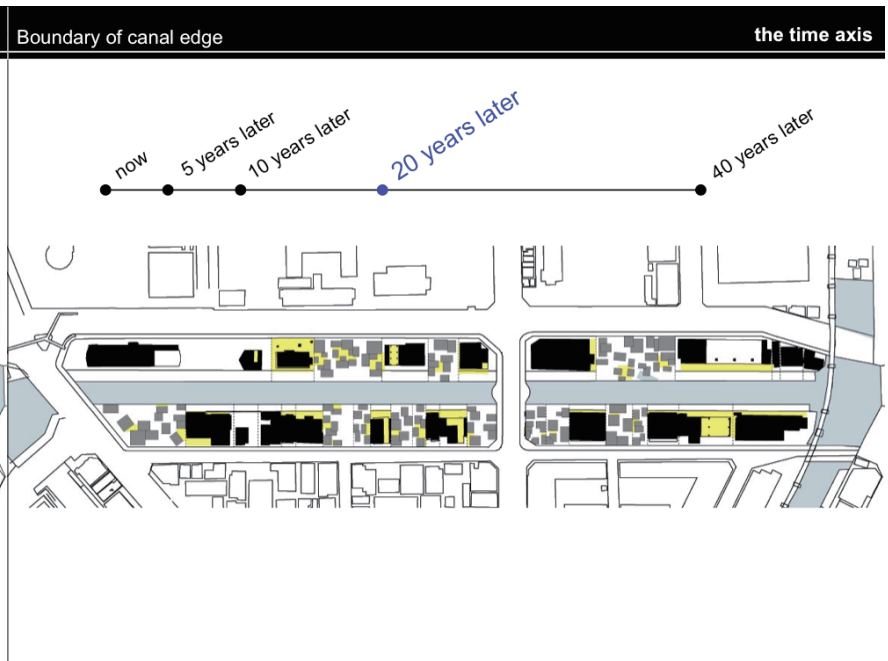 Boundary of canal edge
the time axis
now
5 years later
10 years later
20 years later
40 years later